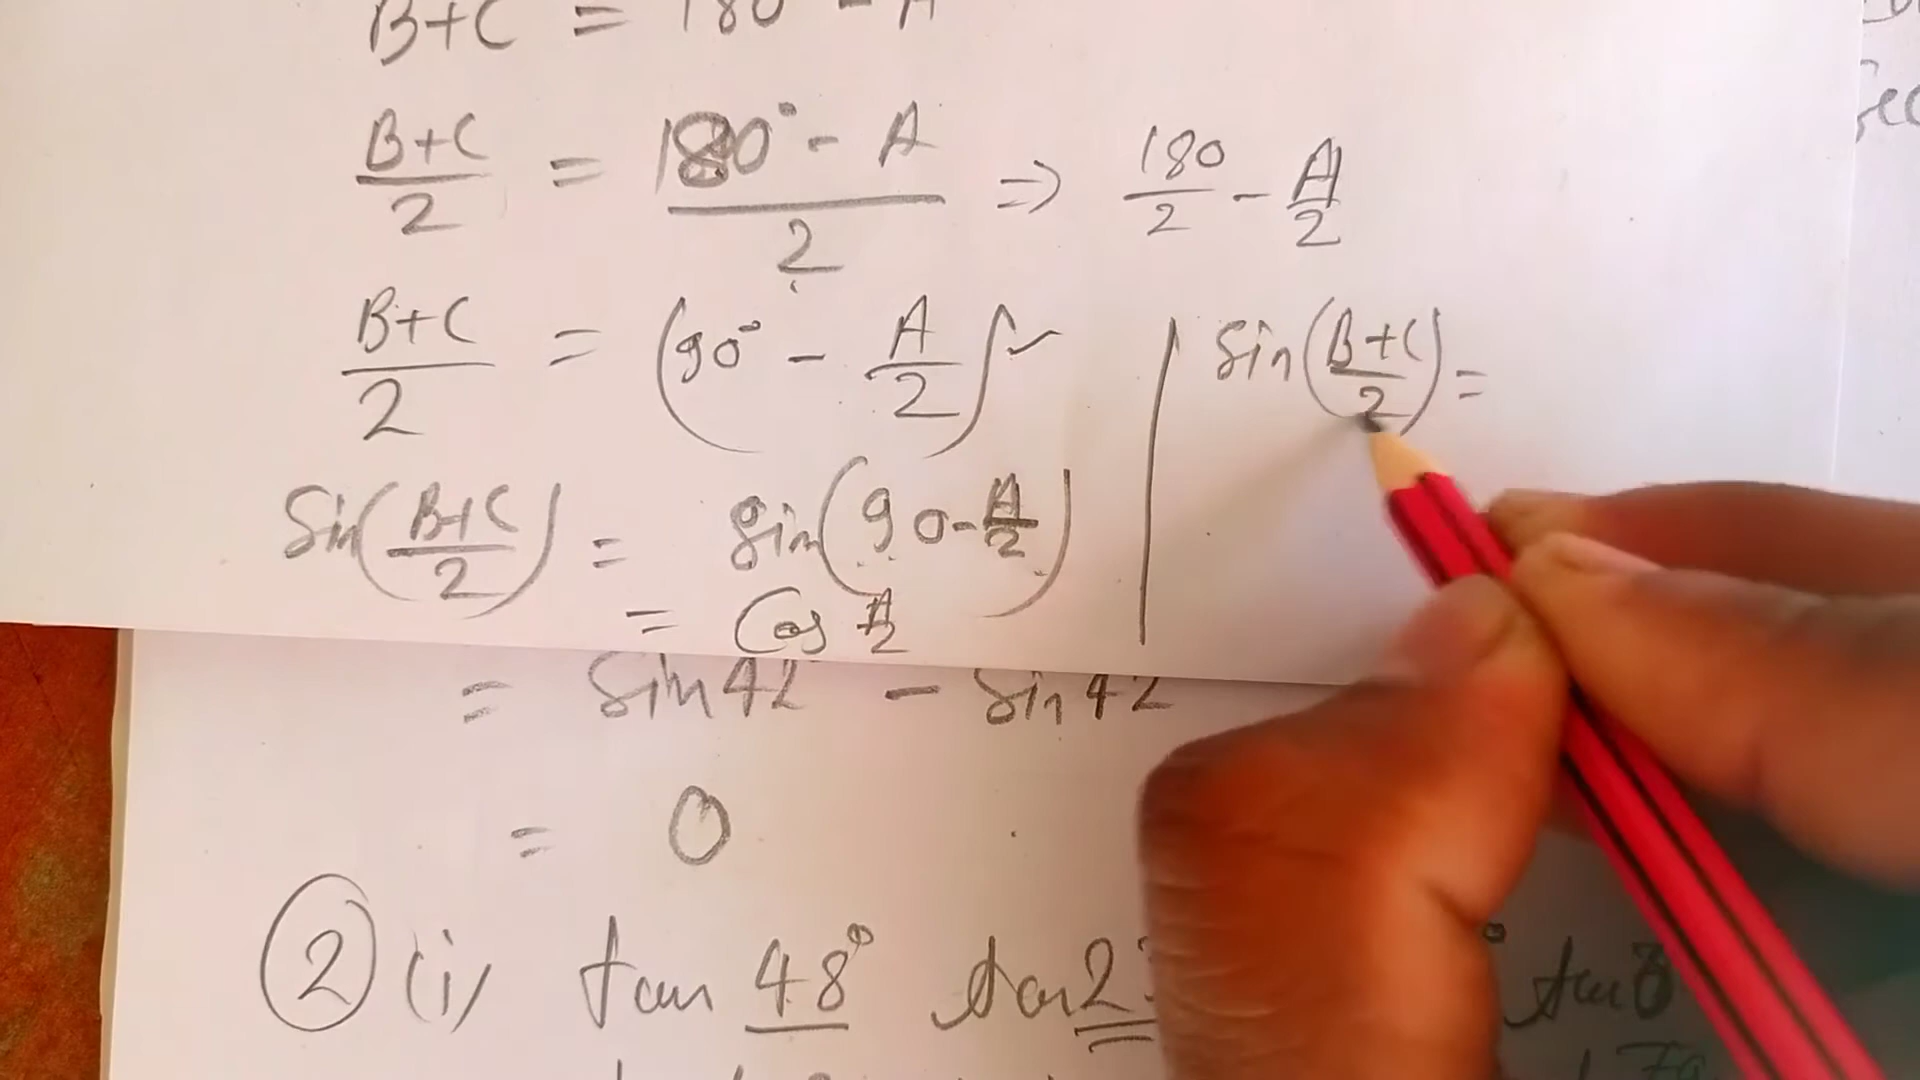 B+C = 180 - A
B+C/2 = 180° - A/2 ⇒ 180/2 - A/2
B+C/2 = (90° - A/2) ✓
Sin(B+C/2) =
Sin(B+C/2) = Sin(90-A/2)
= Cos A/2
= Sin 42 - Sin 42
= 0
② (i) tan 48° tan 2